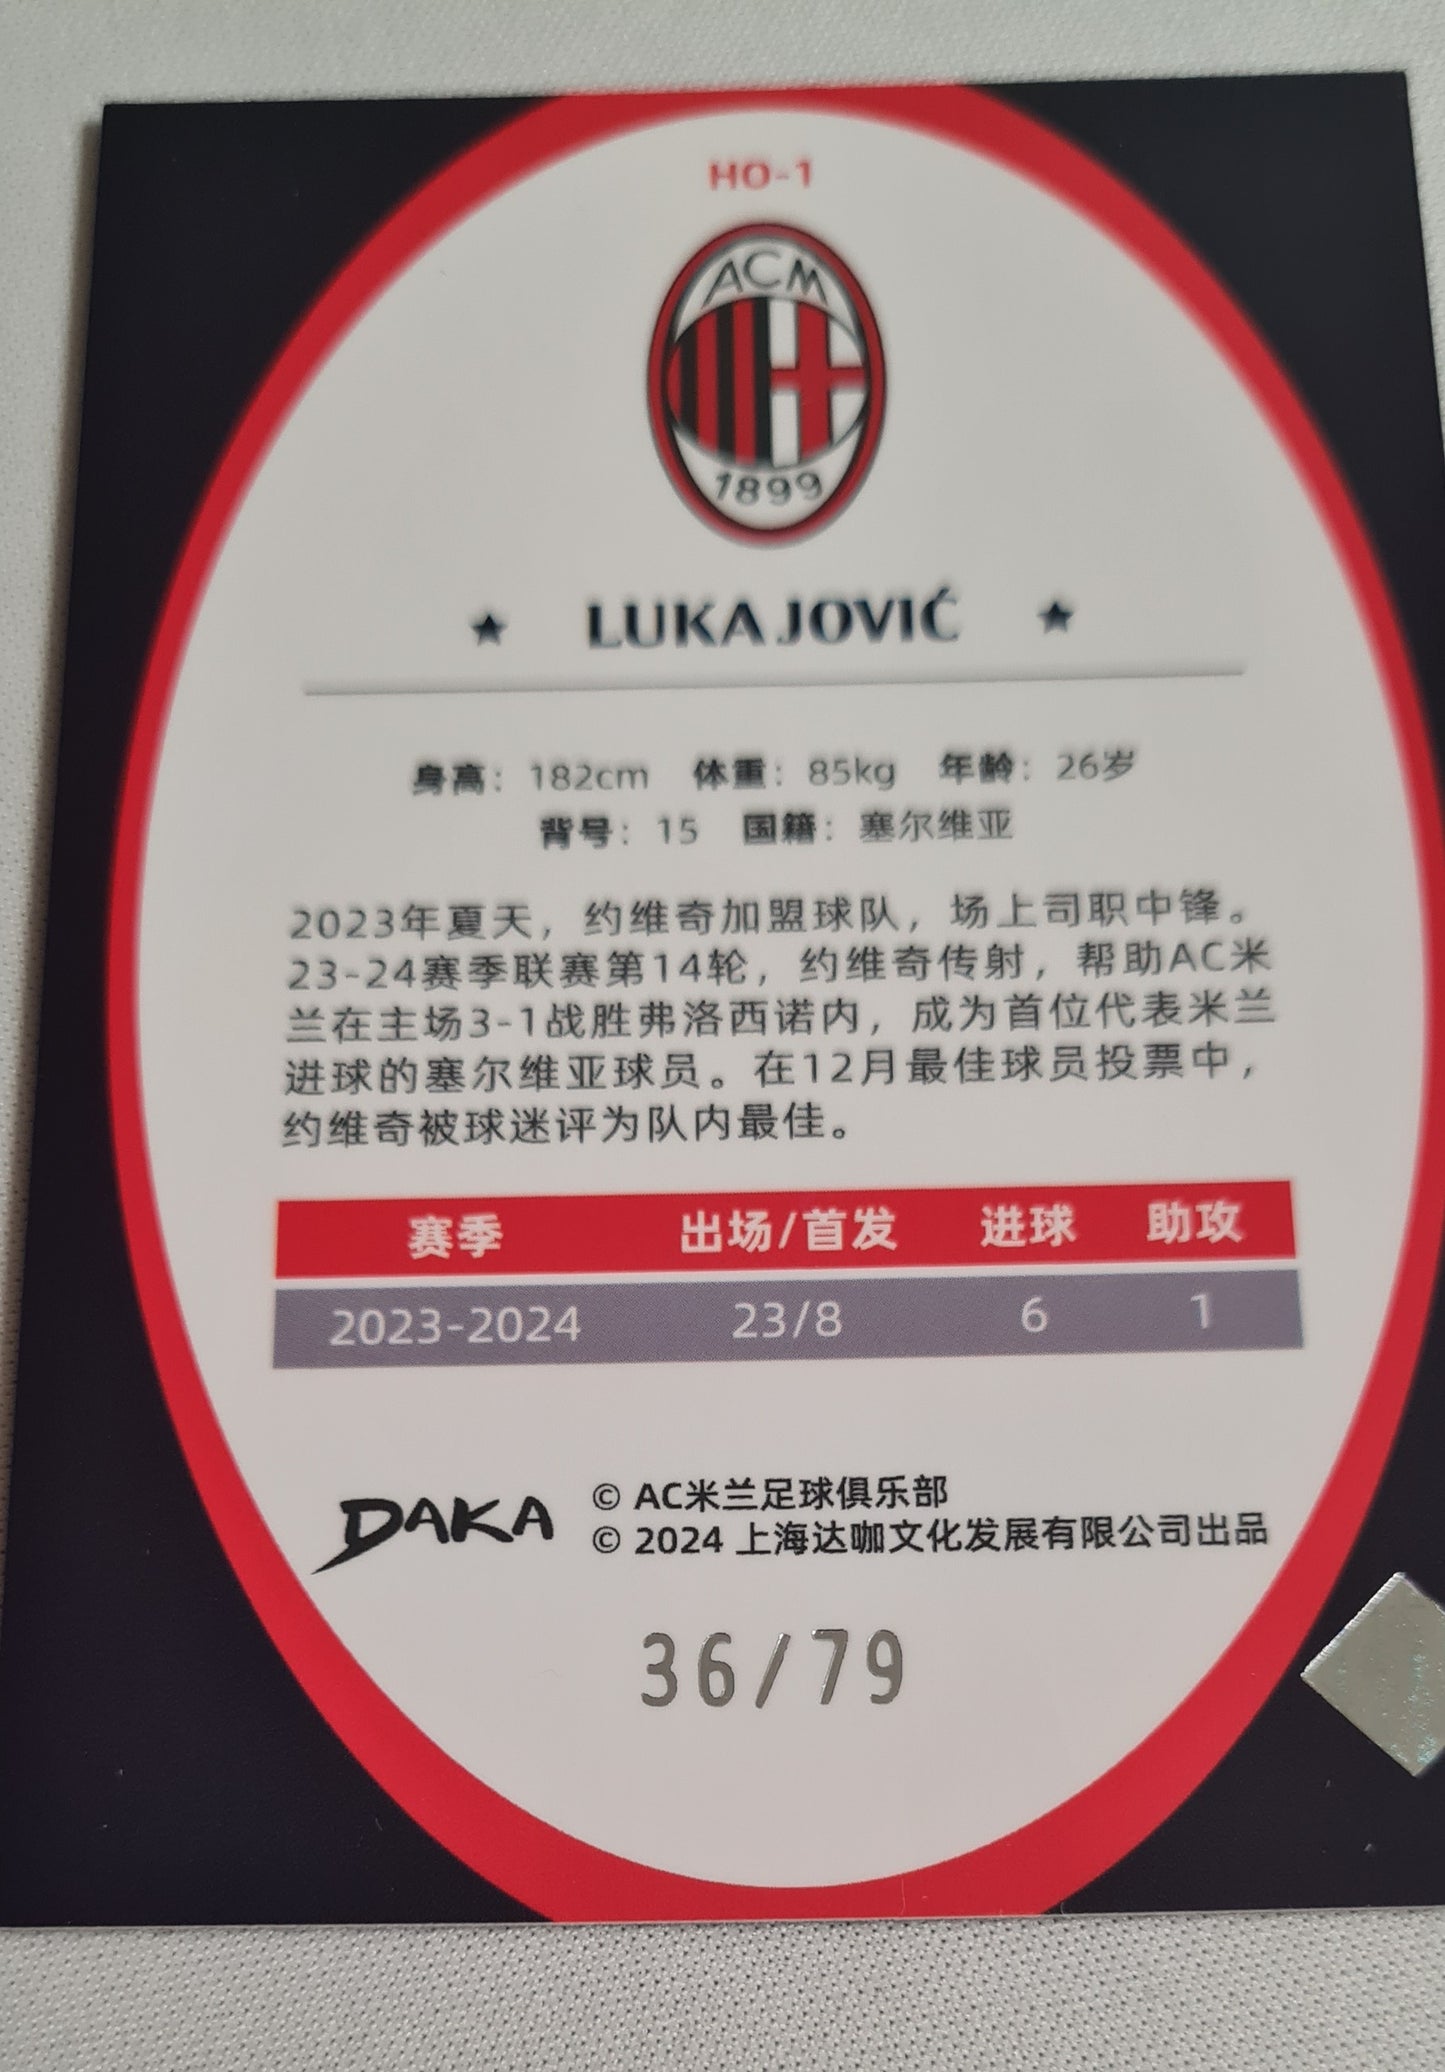 HO-1
ACM
1899
★ LUKA JOVIĆ ★
身高：182cm 体重：85kg 年龄：26岁
背号：15 国籍：塞尔维亚
2023年夏天，约维奇加盟球队，场上司职中锋。
23-24赛季联赛第14轮，约维奇传射，帮助AC米
兰在主场3-1战胜弗洛西诺内，成为首位代表米兰
进球的塞尔维亚球员。在12月最佳球员投票中，
约维奇被球迷评为队内最佳。
赛季 出场/首发 进球 助攻
2023-2024 23/8 6 1
DAKA
© AC米兰足球俱乐部
© 2024 上海达咖文化发展有限公司出品
36/79